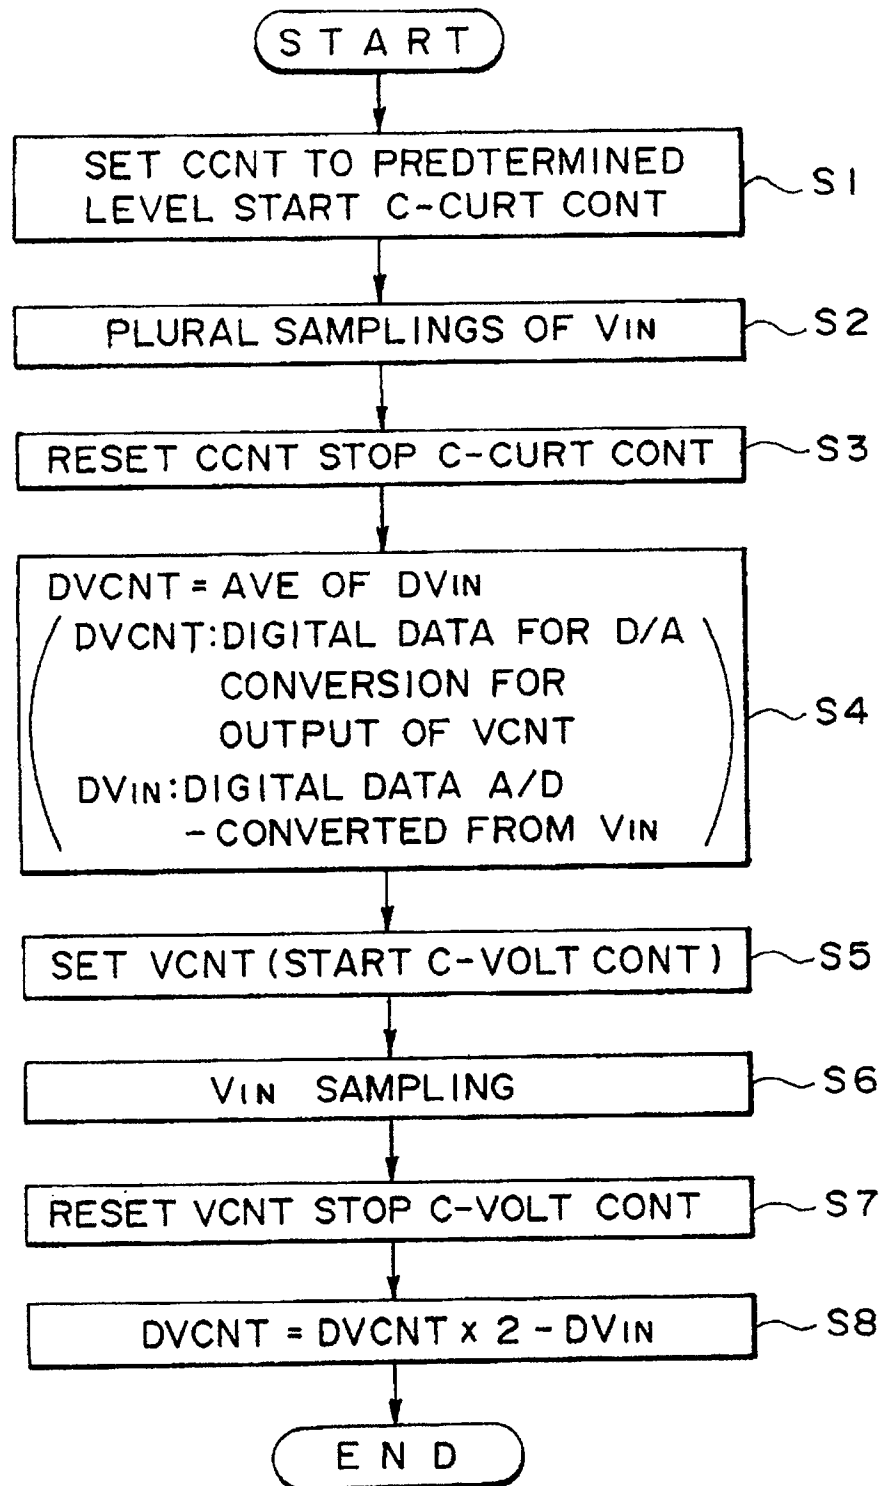 START
SET CCNT TO PREDTERMINED
LEVEL START C-CURT CONT
S1
PLURAL SAMPLINGS OF VIN
S2
RESET CCNT STOP C-CURT CONT
S3
DVCNT = AVE OF DVIN
(DVCNT:DIGITAL DATA FOR D/A
CONVERSION FOR
OUTPUT OF VCNT
DVIN:DIGITAL DATA A/D
-CONVERTED FROM VIN)
S4
SET VCNT (START C-VOLT CONT)
S5
VIN SAMPLING
S6
RESET VCNT STOP C-VOLT CONT
S7
DVCNT = DVCNT x 2 - DVIN
S8
END